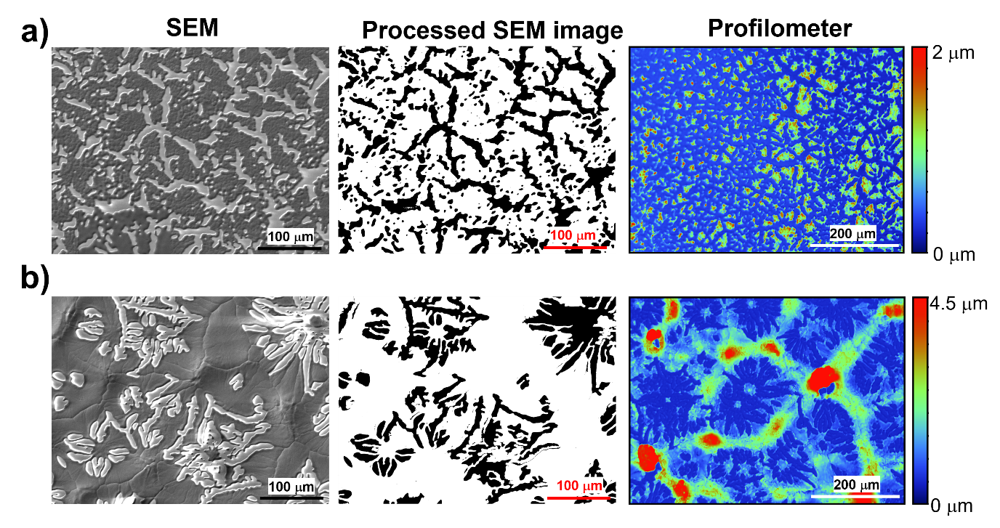 a)
SEM
Processed SEM image
Profilometer
2 μm
100 μm
100 μm
200 μm
0 μm
b)
4.5 μm
100 μm
100 μm
200 μm
0 μm